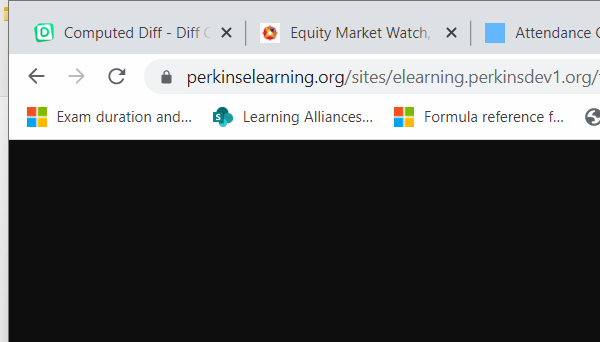 Computed Diff - Diff C Equity Market Watch, Attendance
perkinselearning.org/sites/elearning.perkinsdev1.org/
Exam duration and... Learning Alliances... Formula reference f...